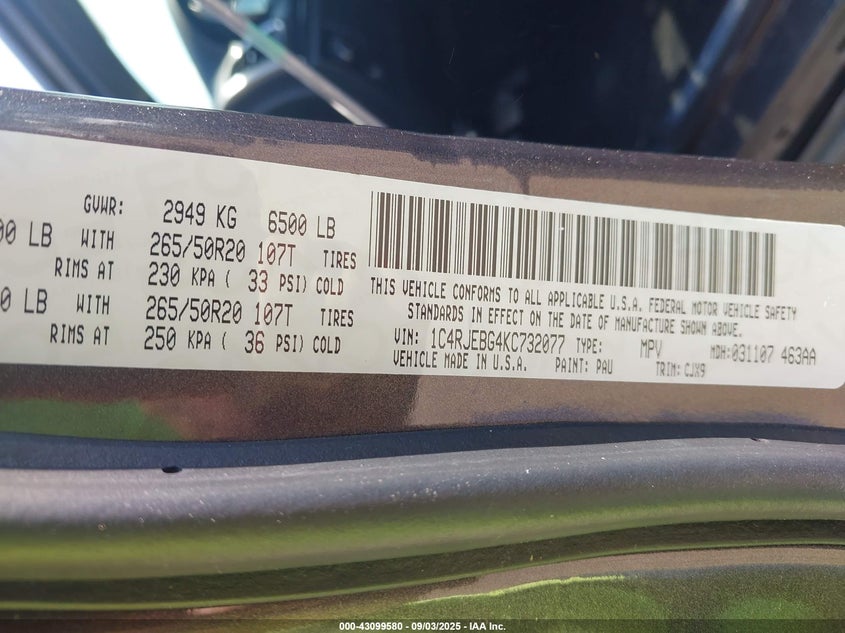 GVWR: 2949 KG 6500 LB
00 LB WITH 265/50R20 107T TIRES
RIMS AT 230 KPA ( 33 PSI) COLD
0 LB WITH 265/50R20 107T TIRES
RIMS AT 250 KPA ( 36 PSI) COLD
THIS VEHICLE CONFORMS TO ALL APPLICABLE U.S.A. FEDERAL MOTOR VEHICLE SAFETY
STANDARDS IN EFFECT ON THE DATE OF MANUFACTURE SHOWN ABOVE.
VIN: 1C4RJEBG4KC732077 TYPE: MPV MDH:031107 463AA
VEHICLE MADE IN U.S.A. PAINT: PAU TRIM: CJX9
000-43099580 - 09/03/2025 - IAA Inc.